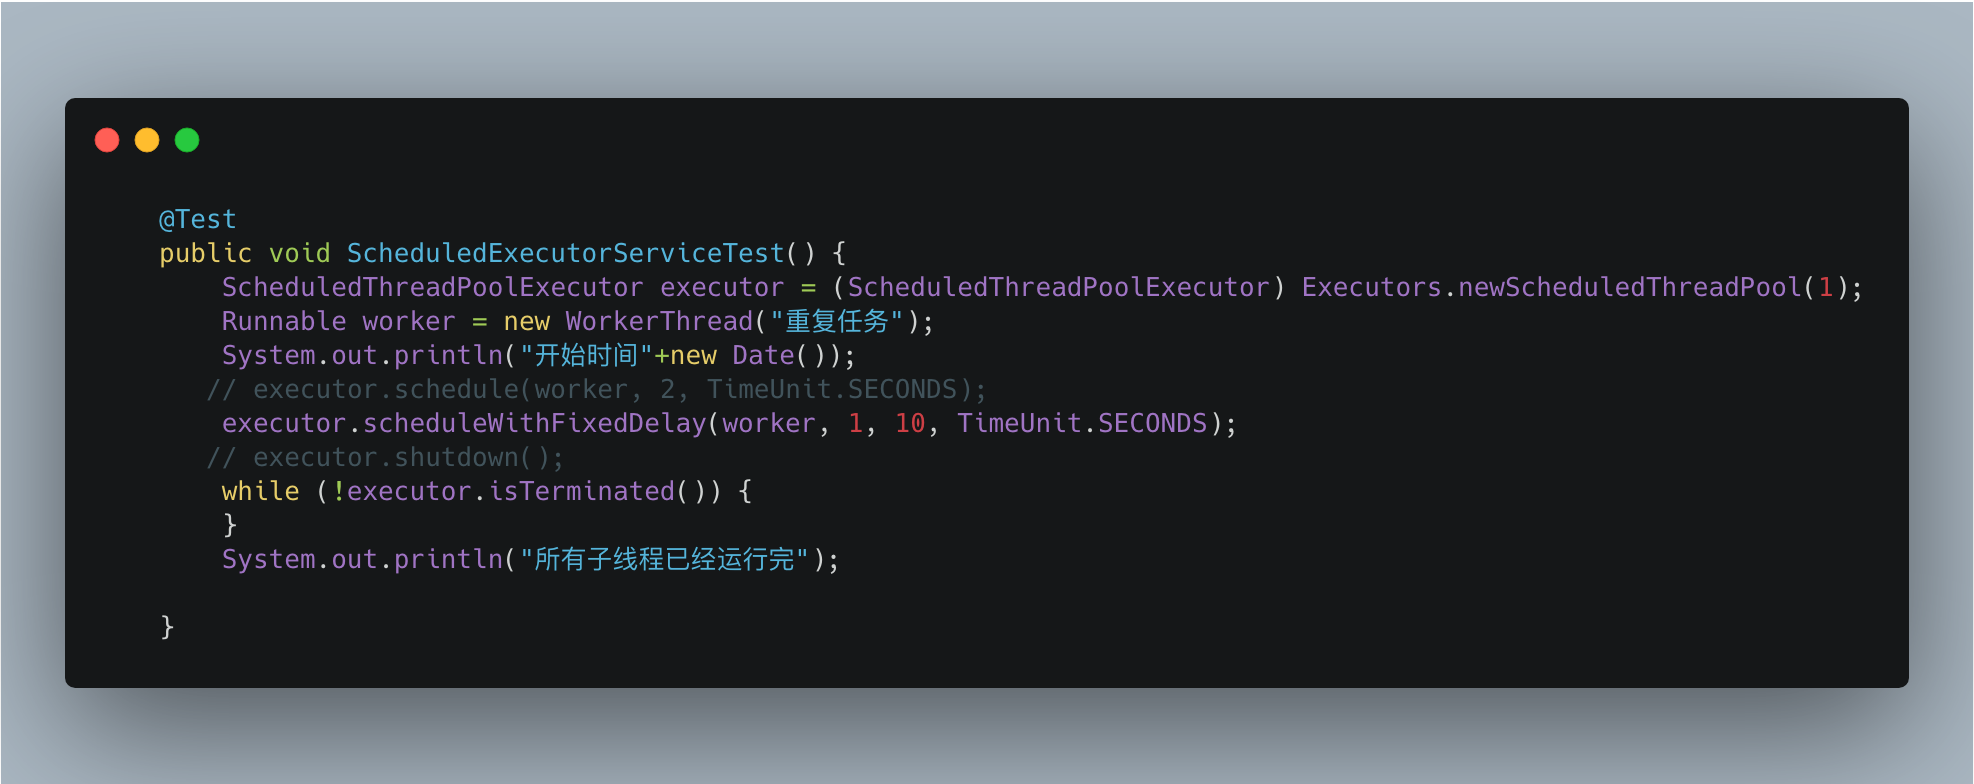 @Test
public void ScheduledExecutorServiceTest() {
ScheduledThreadPoolExecutor executor = (ScheduledThreadPoolExecutor) Executors.newScheduledThreadPool(1);
Runnable worker = new WorkerThread("重复任务");
System.out.println("开始时间"+new Date());
// executor.schedule(worker, 2, TimeUnit.SECONDS);
executor.scheduleWithFixedDelay(worker, 1, 10, TimeUnit.SECONDS);
// executor.shutdown();
while (!executor.isTerminated()) {
}
System.out.println("所有子线程已经运行完");
}